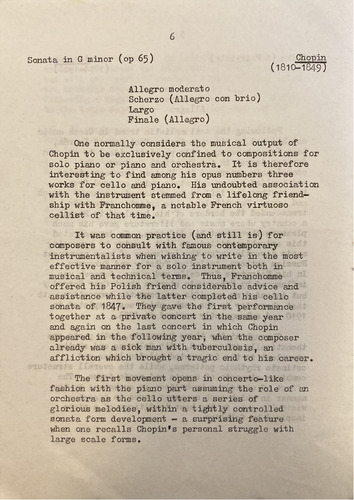 6
Sonata in G minor (op 65) Chopin
(1810-1849)
Allegro moderato
Scherzo (Allegro con brio)
Largo
Finale (Allegro)
One normally considers the musical output of
Chopin to be exclusively confined to compositions for
solo piano or piano and orchestra. It is therefore
interesting to find among his opus numbers three
works for cello and piano. His undoubted association
with the instrument stemmed from a lifelong friend-
ship with Franchomme, a notable French virtuoso
cellist of that time.
It was common practice (and still is) for
composers to consult with famous contemporary
instrumentalists when wishing to write in the most
effective manner for a solo instrument both in
musical and technical terms. Thus, Franchomme
offered his Polish friend considerable advice and
assistance while the latter completed his cello
sonata of 1847. They gave the first performance
together at a private concert in the same year
and again on the last concert in which Chopin
appeared in the following year, when the composer
already was a sick man with tuberculosis, an
affliction which brought a tragic end to his career.
The first movement opens in concerto-like
fashion with the piano part assuming the role of an
orchestra as the cello utters a series of
glorious melodies, within a tightly controlled
sonata form development - a surprising feature
when one recalls Chopin's personal struggle with
large scale forms.